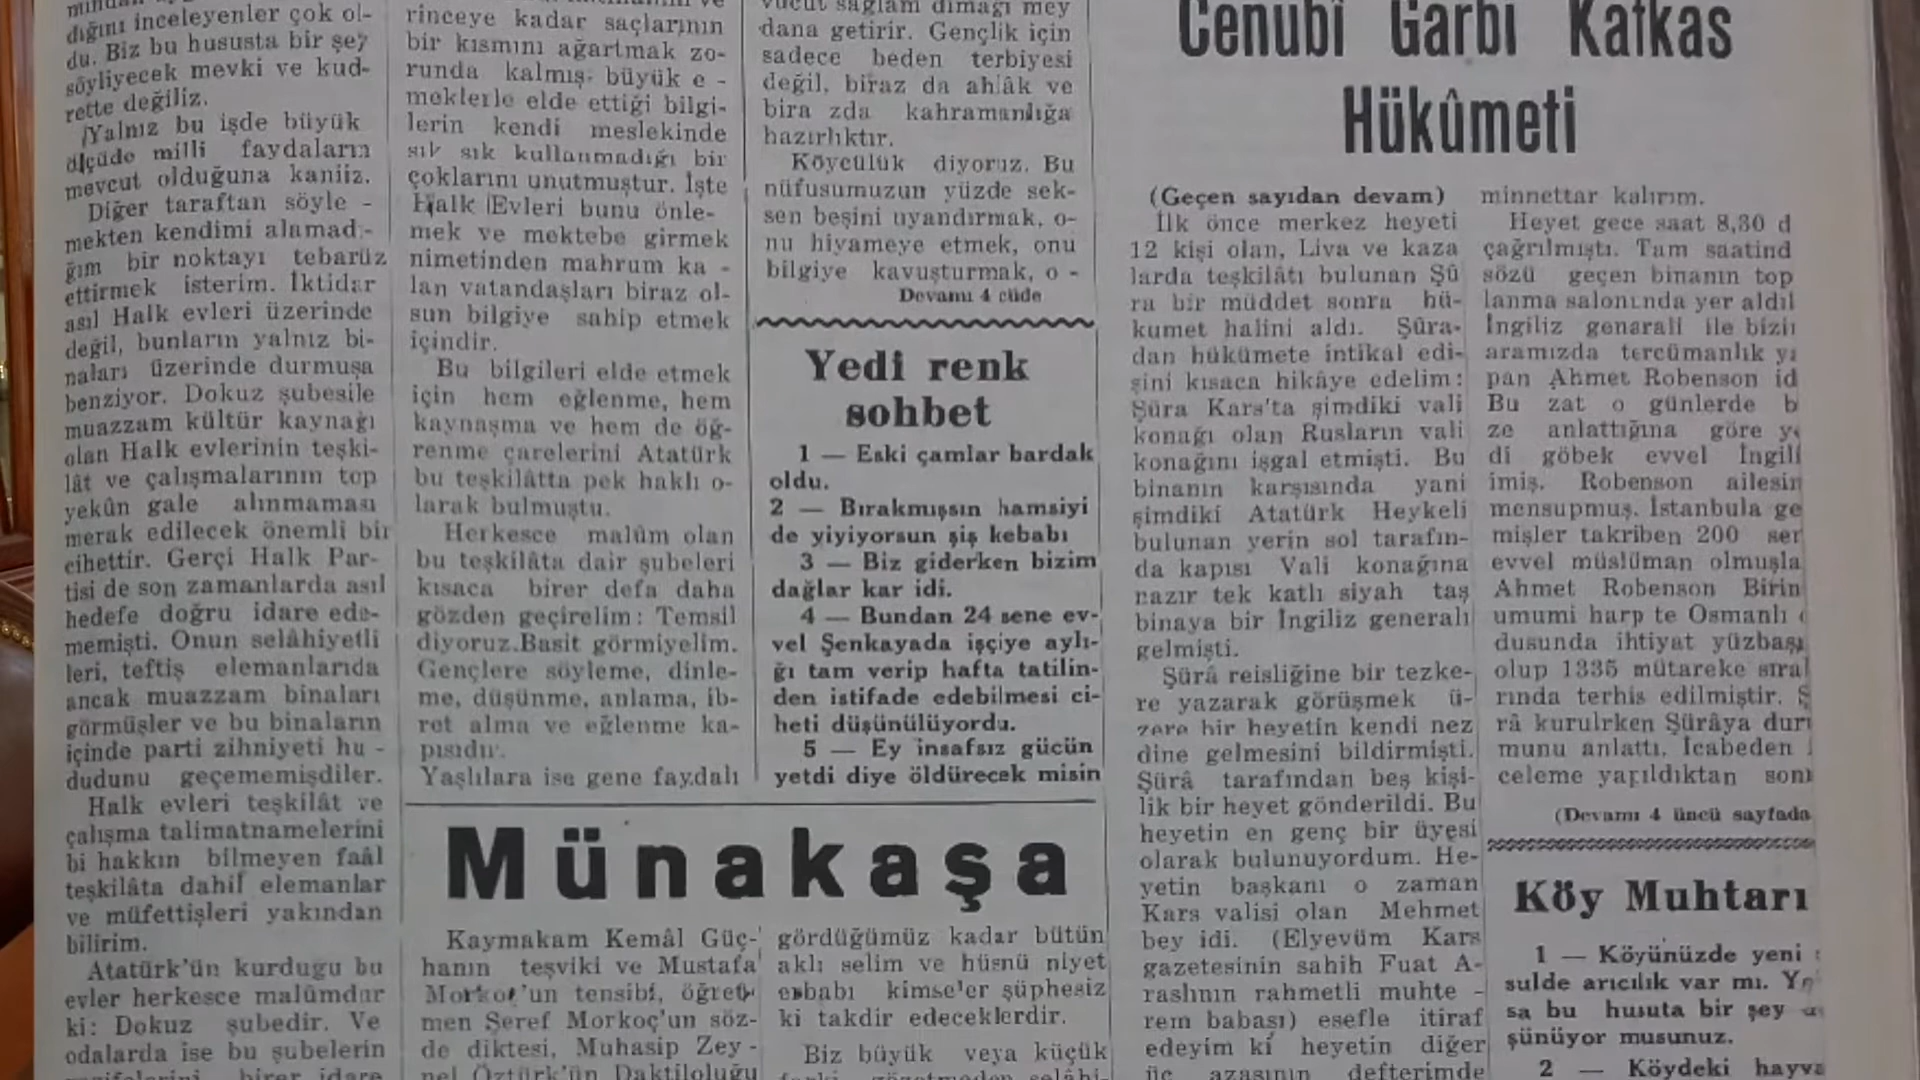 dığını inceleyenler çok ol-
du. Biz bu hususta bir şey
söyliyecek mevki ve kud-
rette değiliz.
Yalnız bu işde büyük
ölçüde milli faydaların
mevcut olduğuna kaniiz.
Diğer taraftan söyle -
mekten kendimi alamad.-
ğım bir noktayı tebarüz
ettirmek isterim. İktidar
asıl Halk evleri üzerinde
değil, bunların yalnız bi-
naları üzerinde durmuşa
benziyor. Dokuz şubesile
muazzam kültür kaynağı
olan Halk evlerinin teşki-
lât ve çalışmalarının top
yekûn gale alınmaması
merak edilecek önemli bir
cihettir. Gerçi Halk Par-
tisi de son zamanlarda asıl
hedefe doğru idare ede-
memişti. Onun selâhiyetli
leri, teftiş elemanlarıda
ancak muazzam binaları
görmüşler ve bu binaların
içinde parti zihniyeti hu -
dudunu geçememişdiler.
Halk evleri teşkilât ve
çalışma talimatnamelerini
bi hakkın bilmeyen faâl
teşkilâta dahil elemanlar
ve müfettişleri yakından
bilirim.
Atatürk'ün kurdugu bu
evler herkesce malûmdur
ki: Dokuz şubedir. Ve
odalarda ise bu şubelerin
birer idare
rinceye kadar saçlarının
bir kısmını ağartmak zo-
runda kalmış; büyük e -
meklerle elde ettiği bilgi-
lerin kendi meslekinde
sık sık kullanmadığı bir
çoklarını unutmuştur. İşte
Halk Evleri bunu önle-
mek ve mektebe girmek
nimetinden mahrum ka -
lan vatandaşları biraz ol-
sun bilgiye sahip etmek
içindir.
Bu bilgileri elde etmek
için hem eğlenme, hem
kaynaşma ve hem de öğ-
renme çarelerini Atatürk
bu teşkilâtta pek haklı o-
larak bulmuştu.
Herkesce malûm olan
bu teşkilâta dair şubeleri
kısaca birer defa daha
gözden geçirelim: Temsil
diyoruz.Basit görmiyelim.
Gençlere söyleme, dinle-
me, düşünme, anlama, ib-
ret alma ve eğlenme ka-
pısıdır.
Yaşlılara ise gene faydalı
vücut sağlam dimağı mey
dana getirir. Gençlik için
sadece beden terbiyesi
değil, biraz da ahlâk ve
bira zda kahramanlığa
hazırlıktır.
Köycülük diyoruz. Bu
nüfusumuzun yüzde sek-
sen beşini uyandırmak, o-
nu hiyameye etmek, onu
bilgiye kavuşturmak, o -
Devamı 4 cüde
Yedi renk
sohbet
1 — Eski çamlar bardak
oldu.
2 — Bırakmışsın hamsiyi
de yiyiyorsun şiş kebabı
3 — Biz giderken bizim
dağlar kar idi.
4 — Bundan 24 sene ev-
vel Şenkayada işçiye aylı-
ğı tam verip hafta tatilin-
den istifade edebilmesi ci-
heti düşünülüyordu.
5 — Ey insafsız gücün
yetdi diye öldürecek misin
Münakaşa
Kaymakam Kemâl Güç-
hanın teşviki ve Mustafa
Morkoç'un tensibi, öğret-
men Şeref Morkoç'un söz-
de diktesi, Muhasip Zey -
nel Öztürk'ün Daktiloluğu
gördüğümüz kadar bütün
aklı selim ve hüsnü niyet
erbabı kimse'er şüphesiz
ki takdir edeceklerdir.
Biz büyük veya küçük
Cenubî Garbî Kafkas
Hükûmeti
(Geçen sayıdan devam)
İlk önce merkez heyeti
12 kişi olan, Liva ve kaza
larda teşkilâtı bulunan Şû
ra bir müddet sonra hü-
kumet halini aldı. Şûra-
dan hükümete intikal edi-
şini kısaca hikâye edelim:
Şûra Kars'ta şimdiki vali
konağı olan Rusların vali
konağını işgal etmişti. Bu
binanın karşısında yani
şimdiki Atatürk Heykeli
bulunan yerin sol tarafın-
da kapısı Vali konağına
nazır tek katlı siyah taş
binaya bir İngiliz generali
gelmişti.
Şûrâ reisliğine bir tezke-
re yazarak görüşmek ü-
zere bir heyetin kendi nez
dine gelmesini bildirmişti.
Şûrâ tarafından beş kişi-
lik bir heyet gönderildi. Bu
heyetin en genç bir üyesi
olarak bulunuyordum. He-
yetin başkanı o zaman
Kars valisi olan Mehmet
bey idi. (Elyevüm Kars
gazetesinin sahih Fuat A-
raslının rahmetli muhte -
rem babası) esefle itiraf
edeyim ki heyetin diğer
üç azasının defterimde
minnettar kalırım.
Heyet gece saat 8,30 d
çağrılmıştı. Tam saatind
sözü geçen binanın top
lanma salonında yer aldıl
İngiliz genarali ile bizi
aramızda tercümanlık y
pan Ahmet Robenson id
Bu zat o günlerde b
ze anlattığına göre y
di göbek evvel İngili
imiş. Robenson ailesin
mensupmuş. İstanbula ge
mişler takriben 200 sen
evvel müslüman olmuşla
Ahmet Robenson Birin
umumi harp te Osmanlı
dusunda ihtiyat yüzbaşı
olup 1335 mütareke sıral
rında terhis edilmiştir. Ş
râ kurulrken Şûrâya dur
munu anlattı. İcabeden
celeme yapıldıktan son
(Devamı 4 üncü sayfada
Köy Muhtarı
1 — Köyünüzde yeni
sulde arıcılık var mı. Y
sa bu husuta bir şey
şünüyor musunuz.
2 — Köydeki hayva